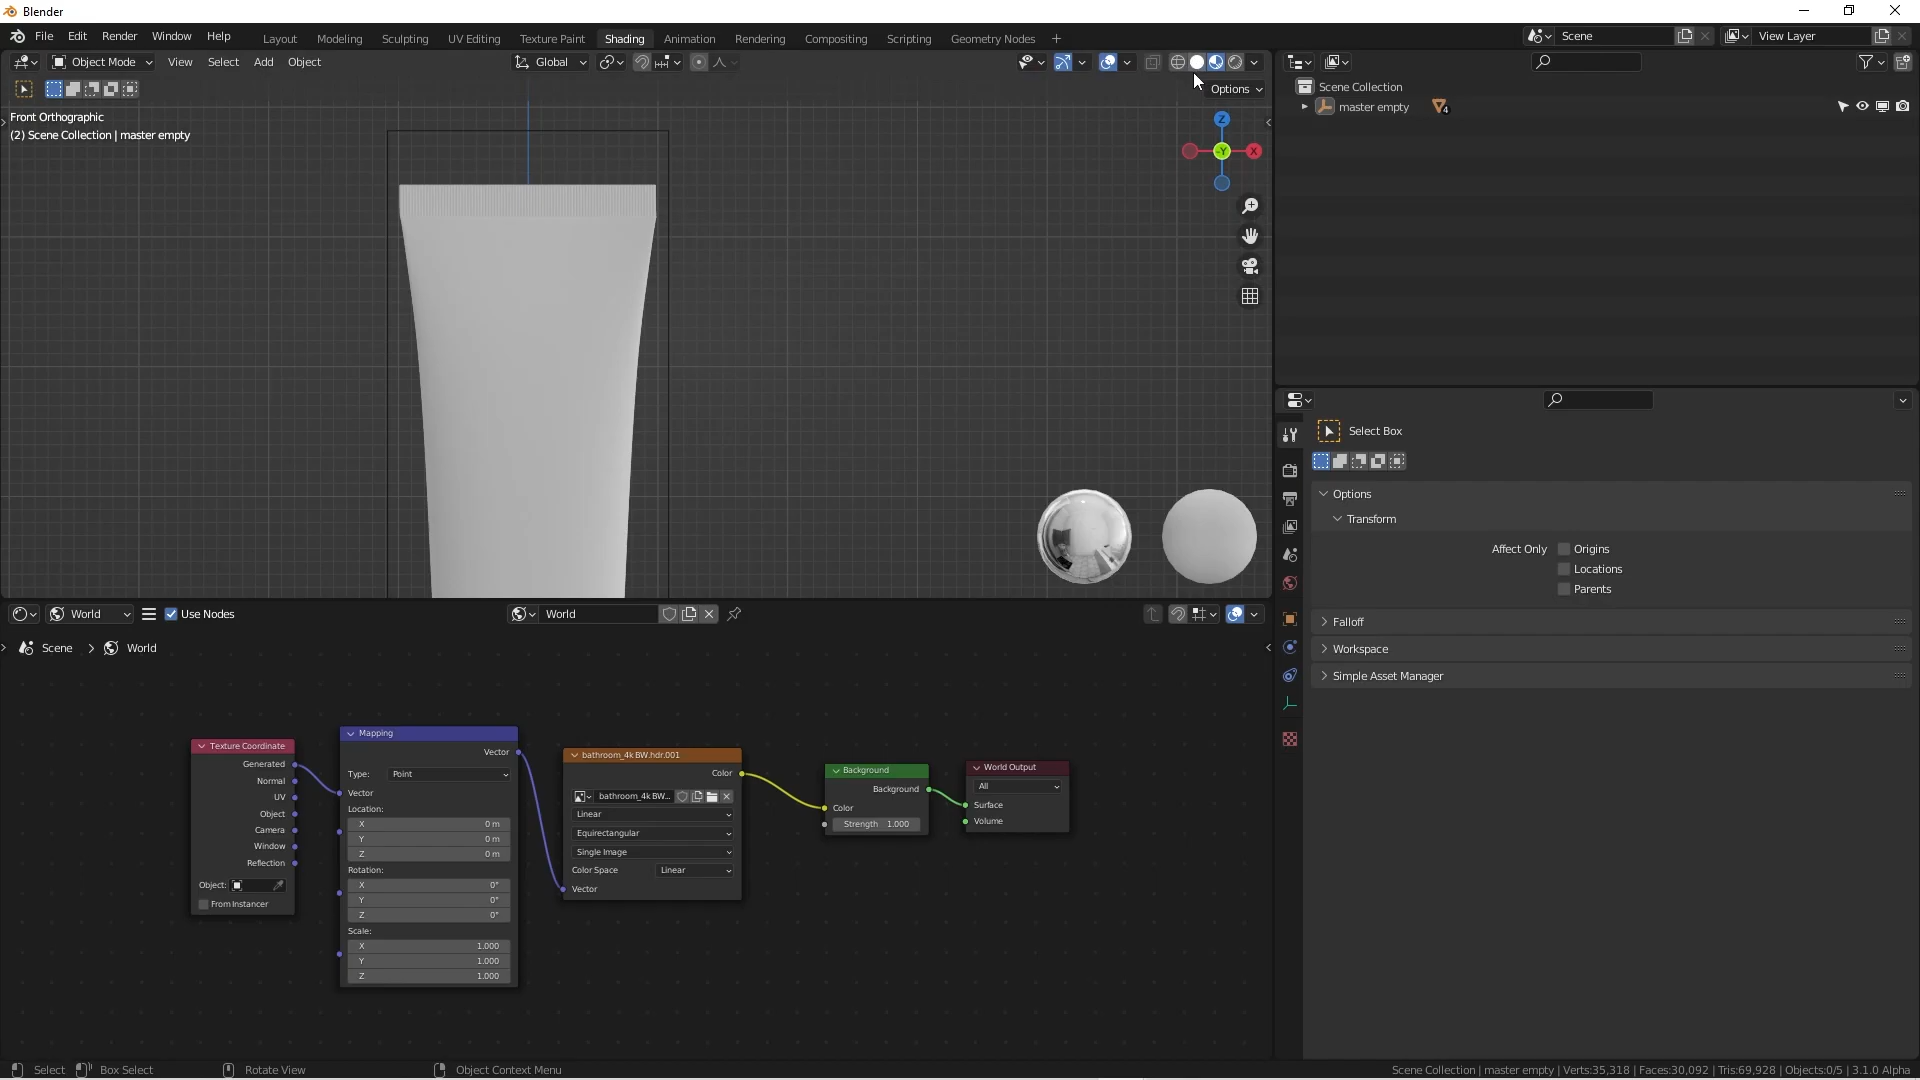 Blender
File Edit Render Window Help
Layout Modeling Sculpting UV Editing Texture Paint Shading Animation Rendering Compositing Scripting Geometry Nodes +
Scene
View Layer
Object Mode View Select Add Object
Global
Options
Front Orthographic
(2) Scene Collection | master empty
Z
-Y
X
Scene Collection
master empty
4
Select Box
Options
Transform
Affect Only Origins
Locations
Parents
Falloff
Workspace
Simple Asset Manager
World Use Nodes
World
Scene > World
Texture Coordinate
Generated
Normal
UV
Object
Camera
Window
Reflection
Object:
From Instancer
Mapping
Vector
Type: Point
Vector
Location:
X 0 m
Y 0 m
Z 0 m
Rotation:
X 0°
Y 0°
Z 0°
Scale:
X 1.000
Y 1.000
Z 1.000
bathroom_4k BW.hdr.001
Color
bathroom_4k BW...
Linear
Equirectangular
Single Image
Color Space Linear
Vector
Background
Background
Color
Strength 1.000
World Output
All
Surface
Volume
Select Box Select Rotate View Object Context Menu
Scene Collection | master empty | Verts:35,318 | Faces:30,092 | Tris:69,928 | Objects:0/5 | 3.1.0 Alpha